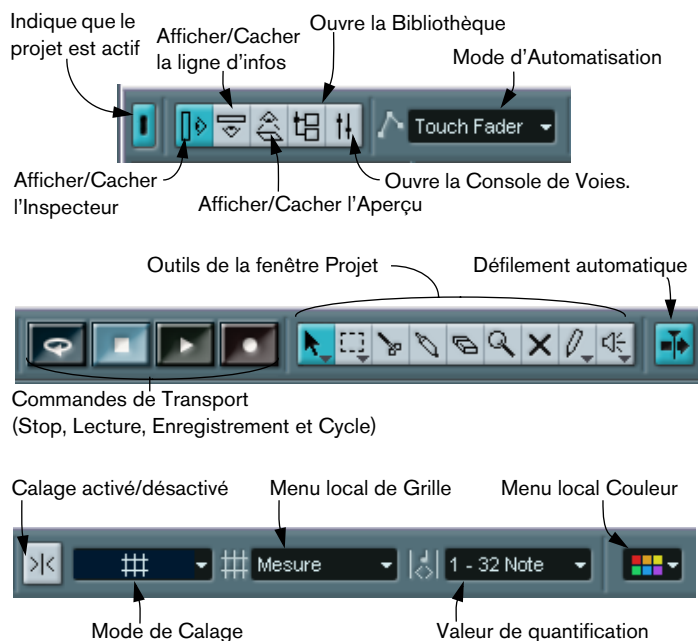 Indique que le
projet est actif
Afficher/Cacher
la ligne d'infos
Ouvre la Bibliothèque
Mode d'Automatisation
Touch Fader
Afficher/Cacher
l'Inspecteur
Afficher/Cacher l'Aperçu
Ouvre la Console de Voies.
Outils de la fenêtre Projet
Défilement automatique
Commandes de Transport
(Stop, Lecture, Enregistrement et Cycle)
Calage activé/désactivé
Menu local de Grille
Menu local Couleur
Mesure
1 - 32 Note
Mode de Calage
Valeur de quantification